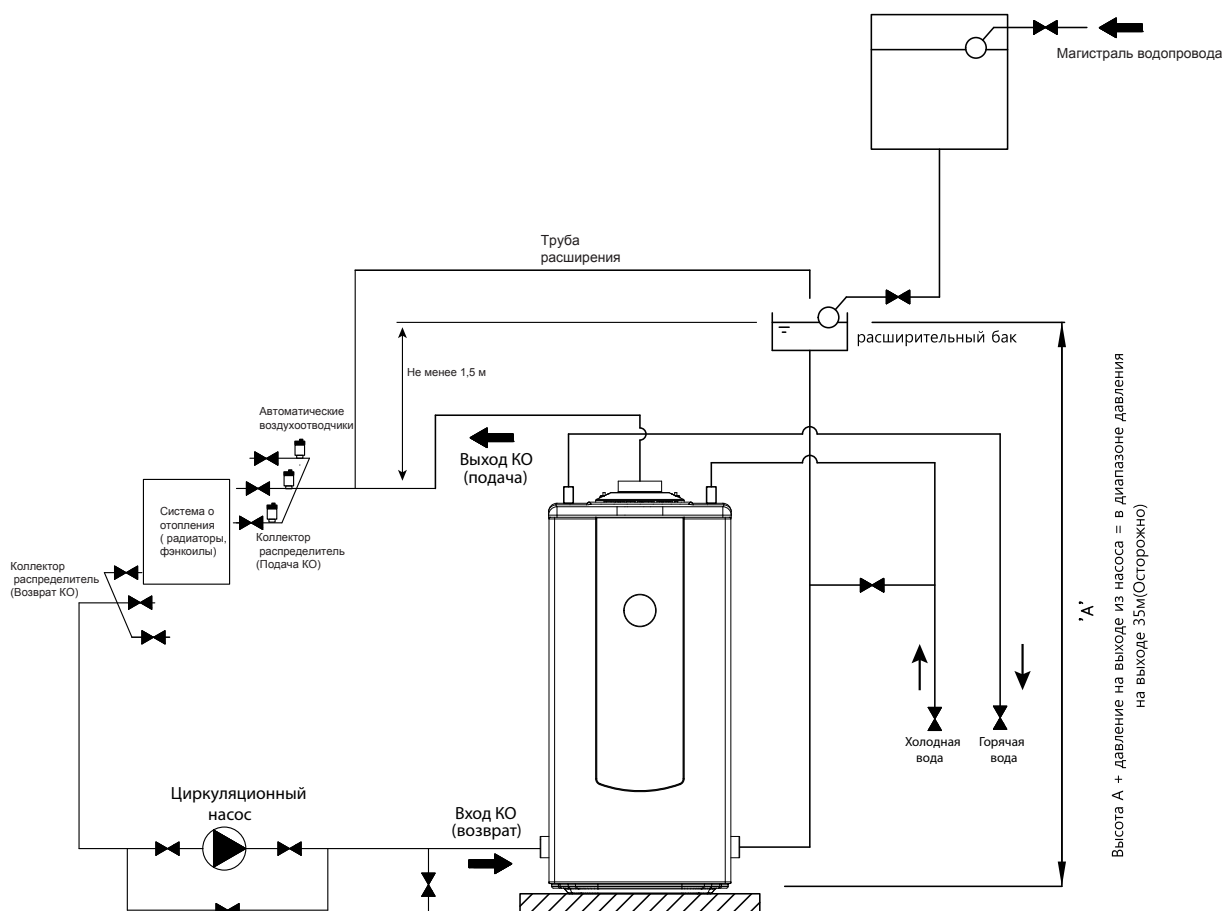 Магистраль водопровода
Труба
расширения
расширительный бак
Не менее 1,5 м
Автоматические
воздухоотводчики
Выход КО
(подача)
Система о
отопления
( радиаторы,
фэнкоилы)
Коллектор
распределитель
(Подача КО)
Коллектор
распределитель
(Возврат КО)
Холодная
вода
Горячая
вода
Циркуляционный
насос
Вход КО
(возврат)
'A'
Высота А + давление на выходе из насоса = в диапазоне давления
на выходе 35м(Осторожно)